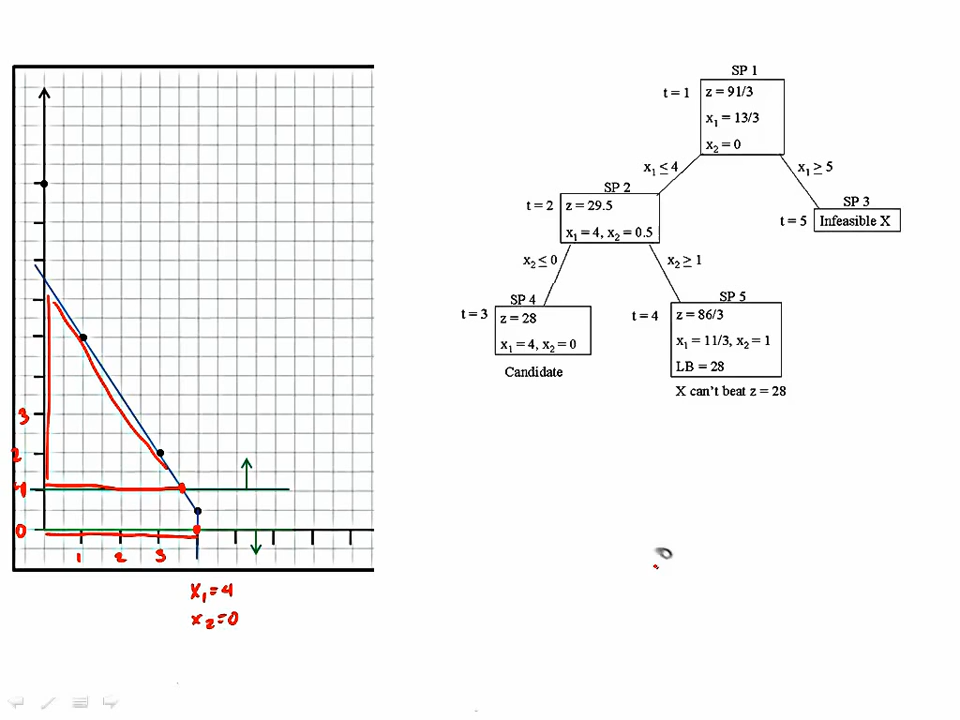 3
2
1
0
1 2 3
x₁=4
x₂=0
SP 1
t = 1
z = 91/3
x₁ = 13/3
x₂ = 0
x₁ ≤ 4
x₁ ≥ 5
SP 2
t = 2
z = 29.5
x₁ = 4, x₂ = 0.5
SP 3
t = 5
Infeasible X
x₂ ≤ 0
x₂ ≥ 1
SP 4
t = 3
z = 28
x₁ = 4, x₂ = 0
Candidate
SP 5
t = 4
z = 86/3
x₁ = 11/3, x₂ = 1
LB = 28
X can't beat z = 28